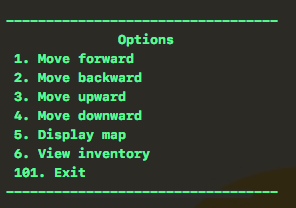 Options
1. Move forward
2. Move backward
3. Move upward
4. Move downward
5. Display map
6. View inventory
101. Exit